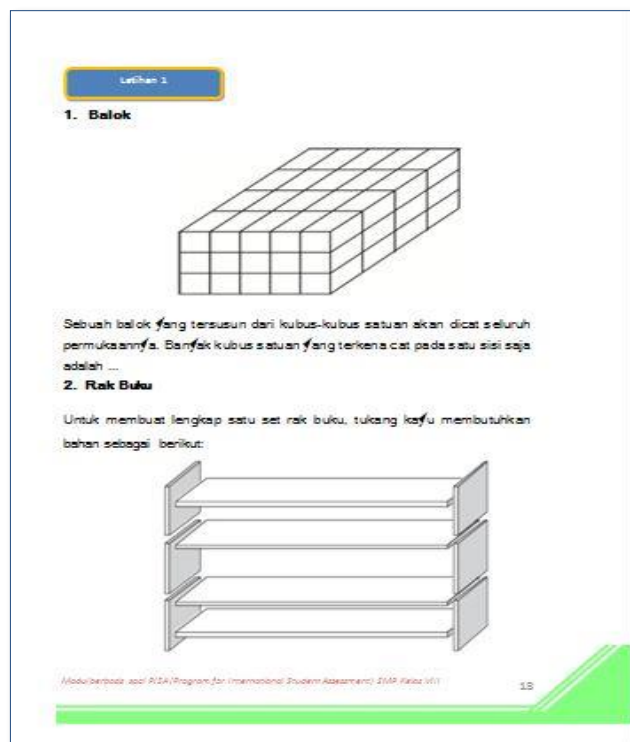 Latihan 1
1. Balok
Sebuah balok yang tersusun dari kubus-kubus satuan akan dicat seluruh
permukaannya. Banyak kubus satuan yang terkena cat pada satu sisi saja
adalah ...
2. Rak Buku
Untuk membuat lengkap satu set rak buku, tukang kayu membutuhkan
bahan sebagai berikut:
Modul berbasis soal PISA(Program for International Student Assessment) SMP Kelas VIII
13